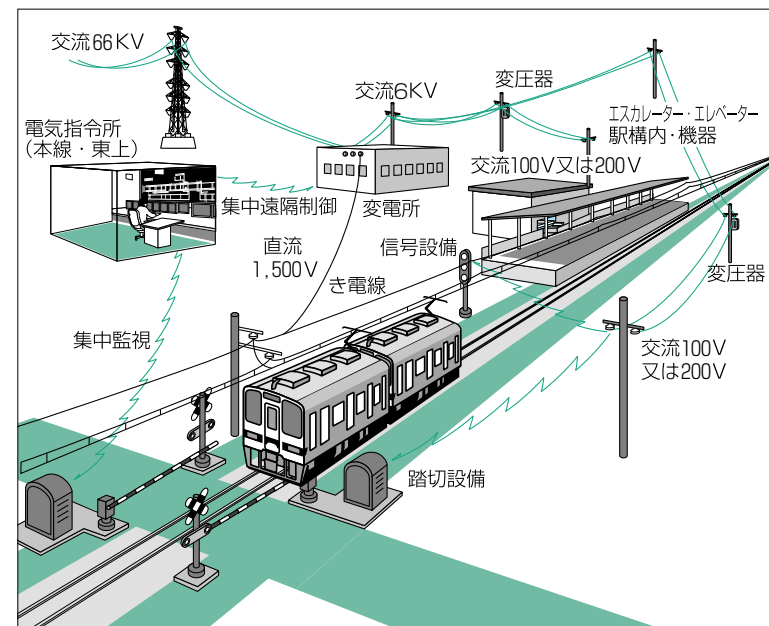 交流66KV
交流6KV
変圧器
エスカレーター・エレベーター
駅構内・機器
電気指令所
(本線・東上)
交流100V又は200V
集中遠隔制御
変電所
直流
1,500V
信号設備
き電線
変圧器
集中監視
交流100V
又は200V
踏切設備